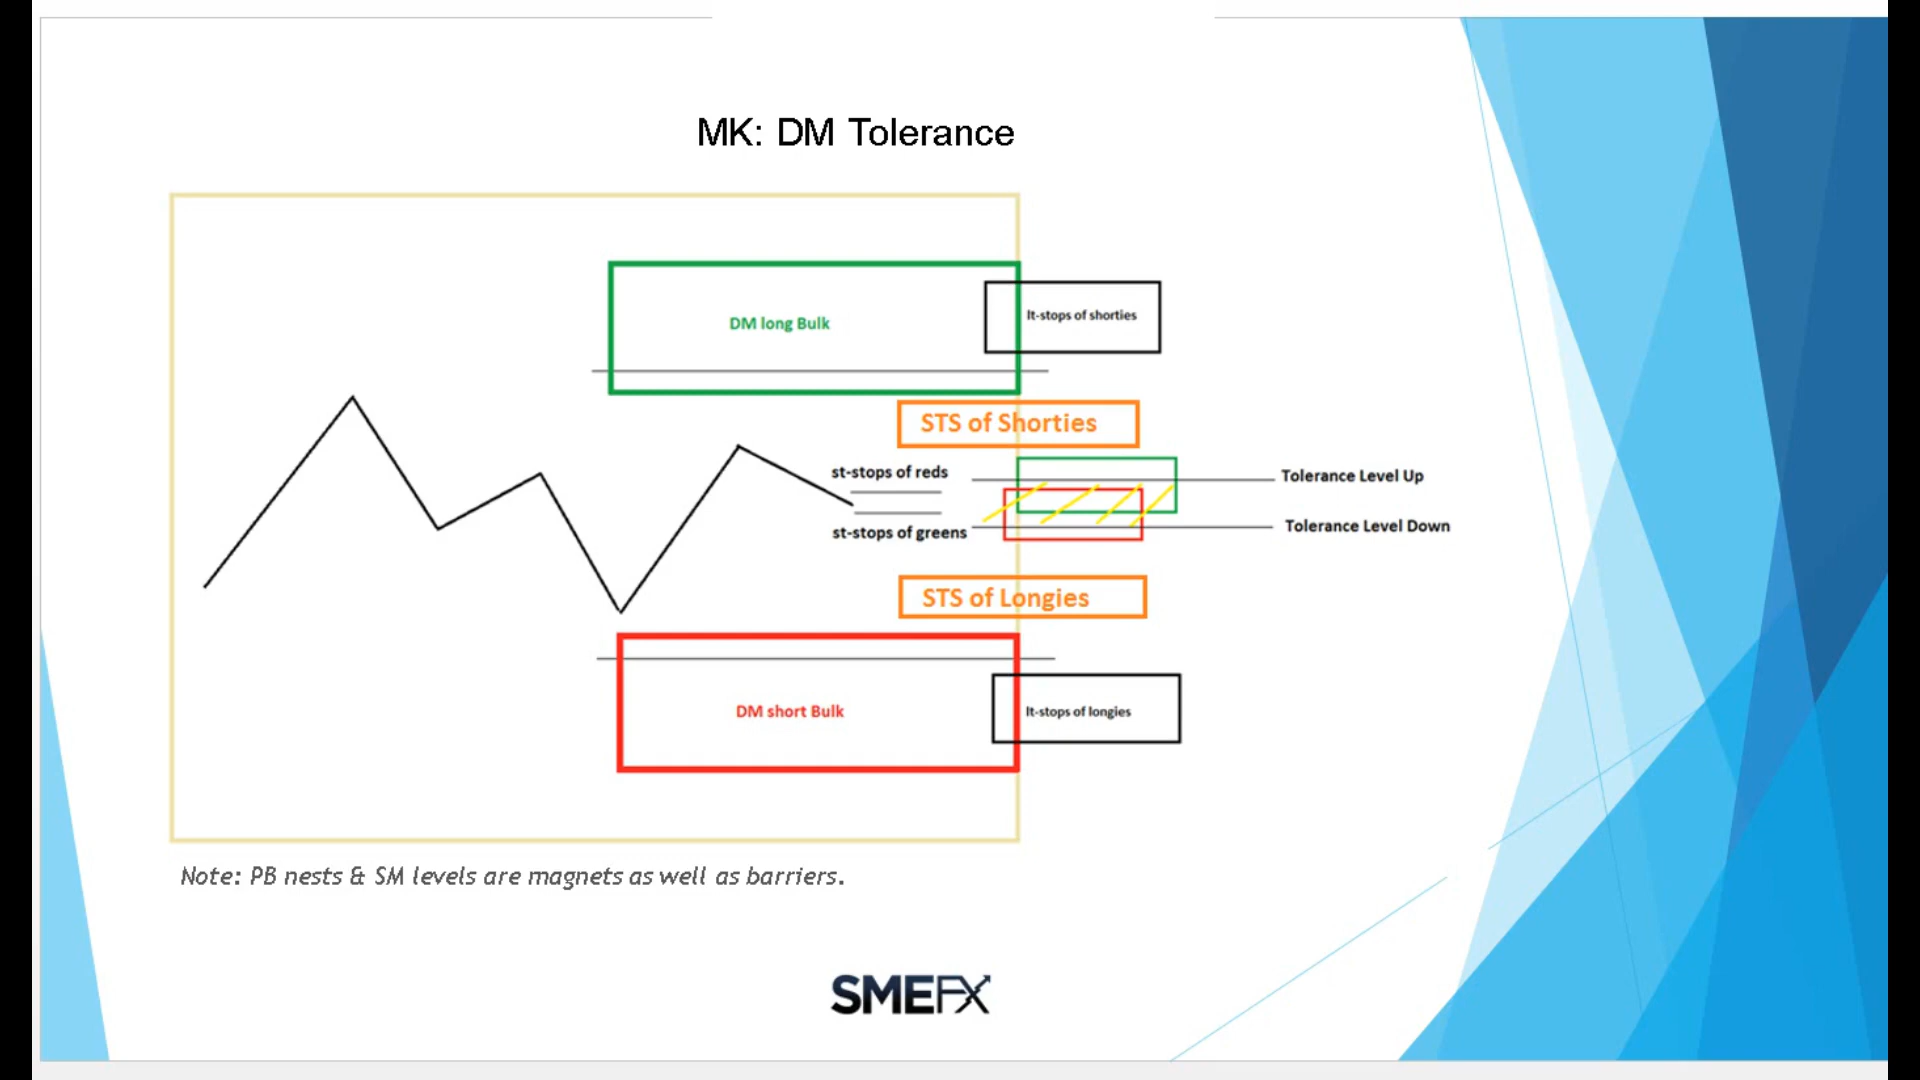 MK: DM Tolerance
DM long Bulk
lt-stops of shorties
STS of Shorties
st-stops of reds
Tolerance Level Up
st-stops of greens
Tolerance Level Down
STS of Longies
DM short Bulk
lt-stops of longies
Note: PB nests & SM levels are magnets as well as barriers.
SMEFX